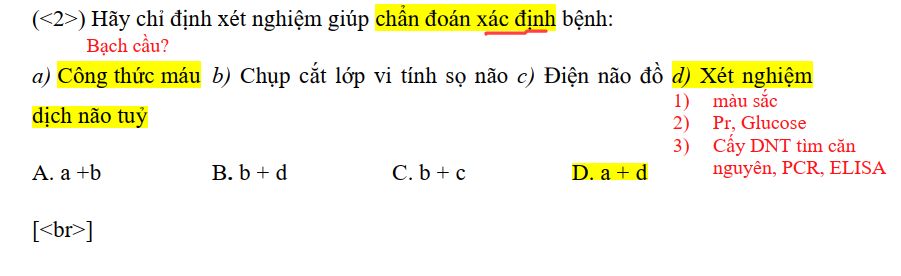 (<2>) Hãy chỉ định xét nghiệm giúp chẩn đoán xác định bệnh:
Bạch cầu?
a) Công thức máu b) Chụp cắt lớp vi tính sọ não c) Điện não đồ d) Xét nghiệm
dịch não tuỷ
1) màu sắc
2) Pr, Glucose
3) Cấy DNT tìm căn
nguyên, PCR, ELISA
A. a +b B. b + d C. b + c D. a + d
[<br>]